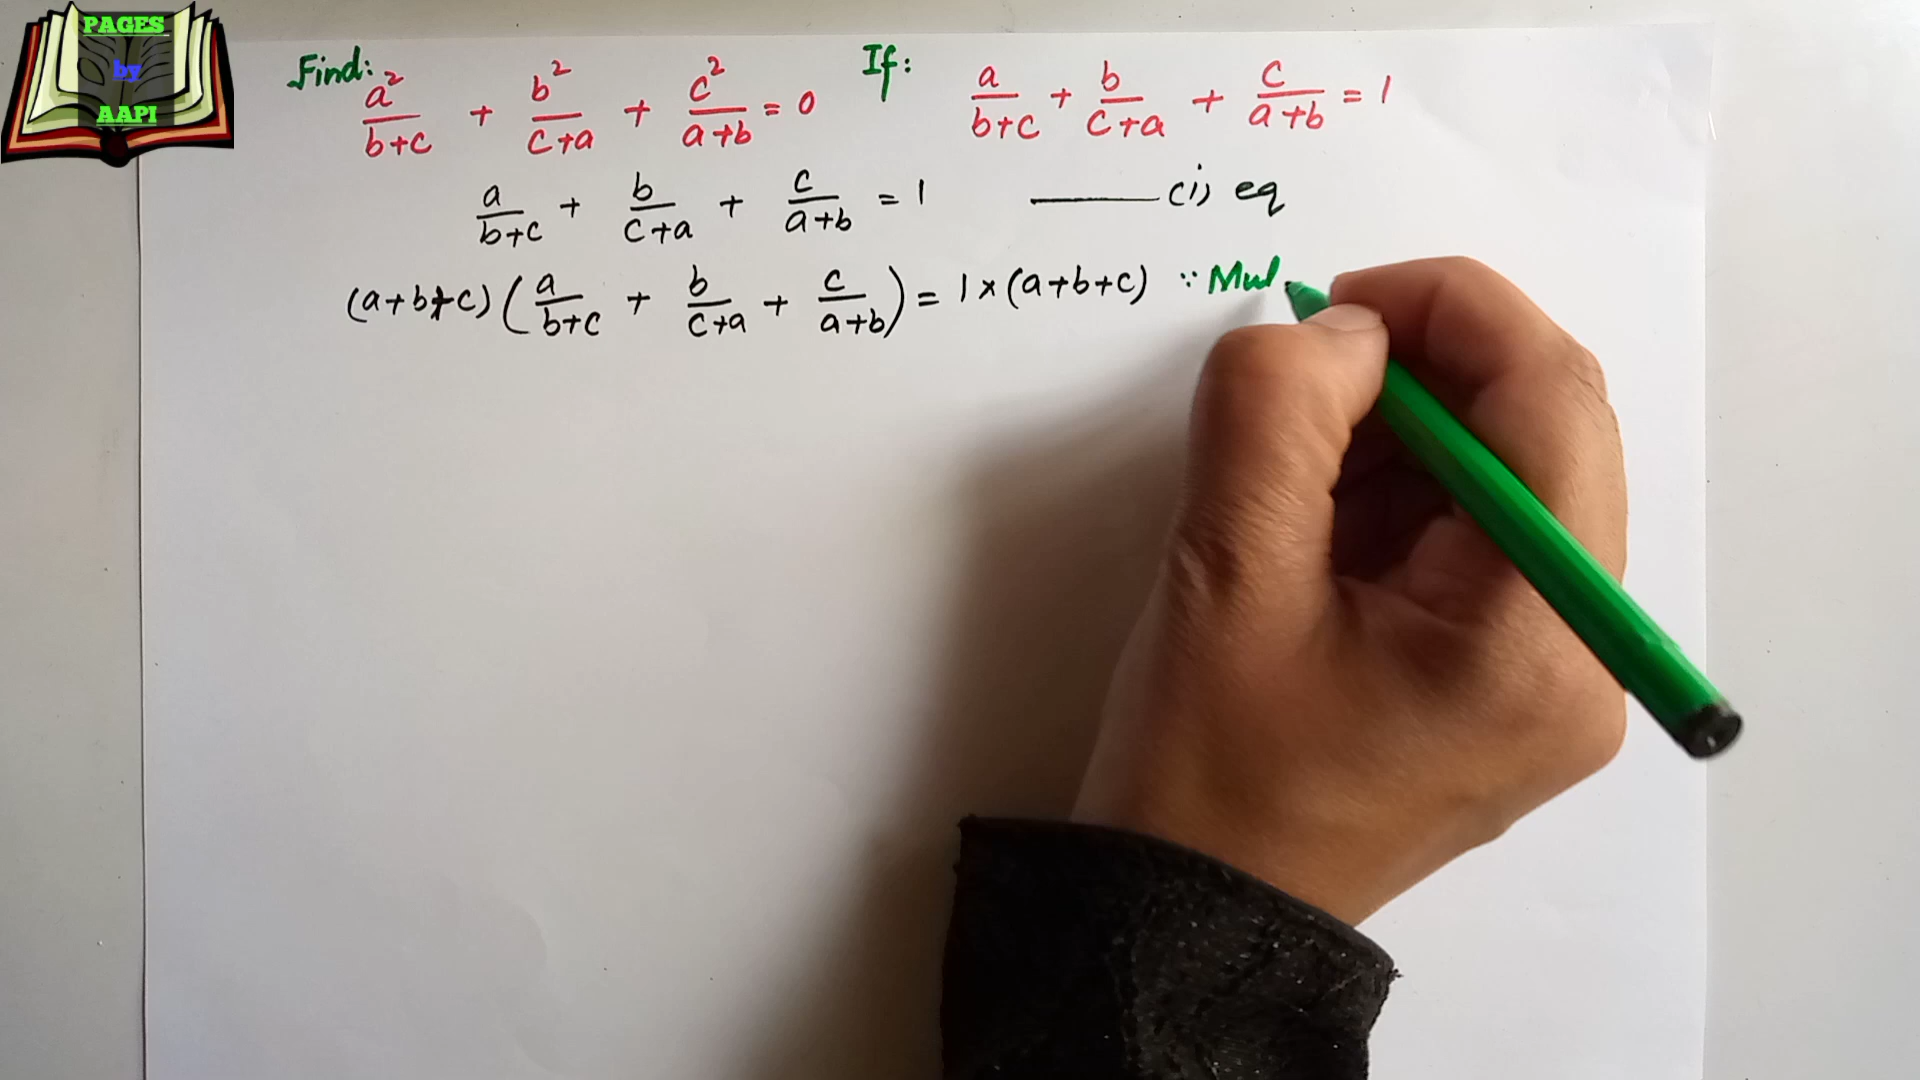 PAGES
by
AAPI
Find: a²/(b+c) + b²/(c+a) + c²/(a+b) = 0 If: a/(b+c) + b/(c+a) + c/(a+b) = 1
a/(b+c) + b/(c+a) + c/(a+b) = 1 ——— (i) eq
(a+b+c) (a/(b+c) + b/(c+a) + c/(a+b)) = 1 × (a+b+c) ∵ Mul